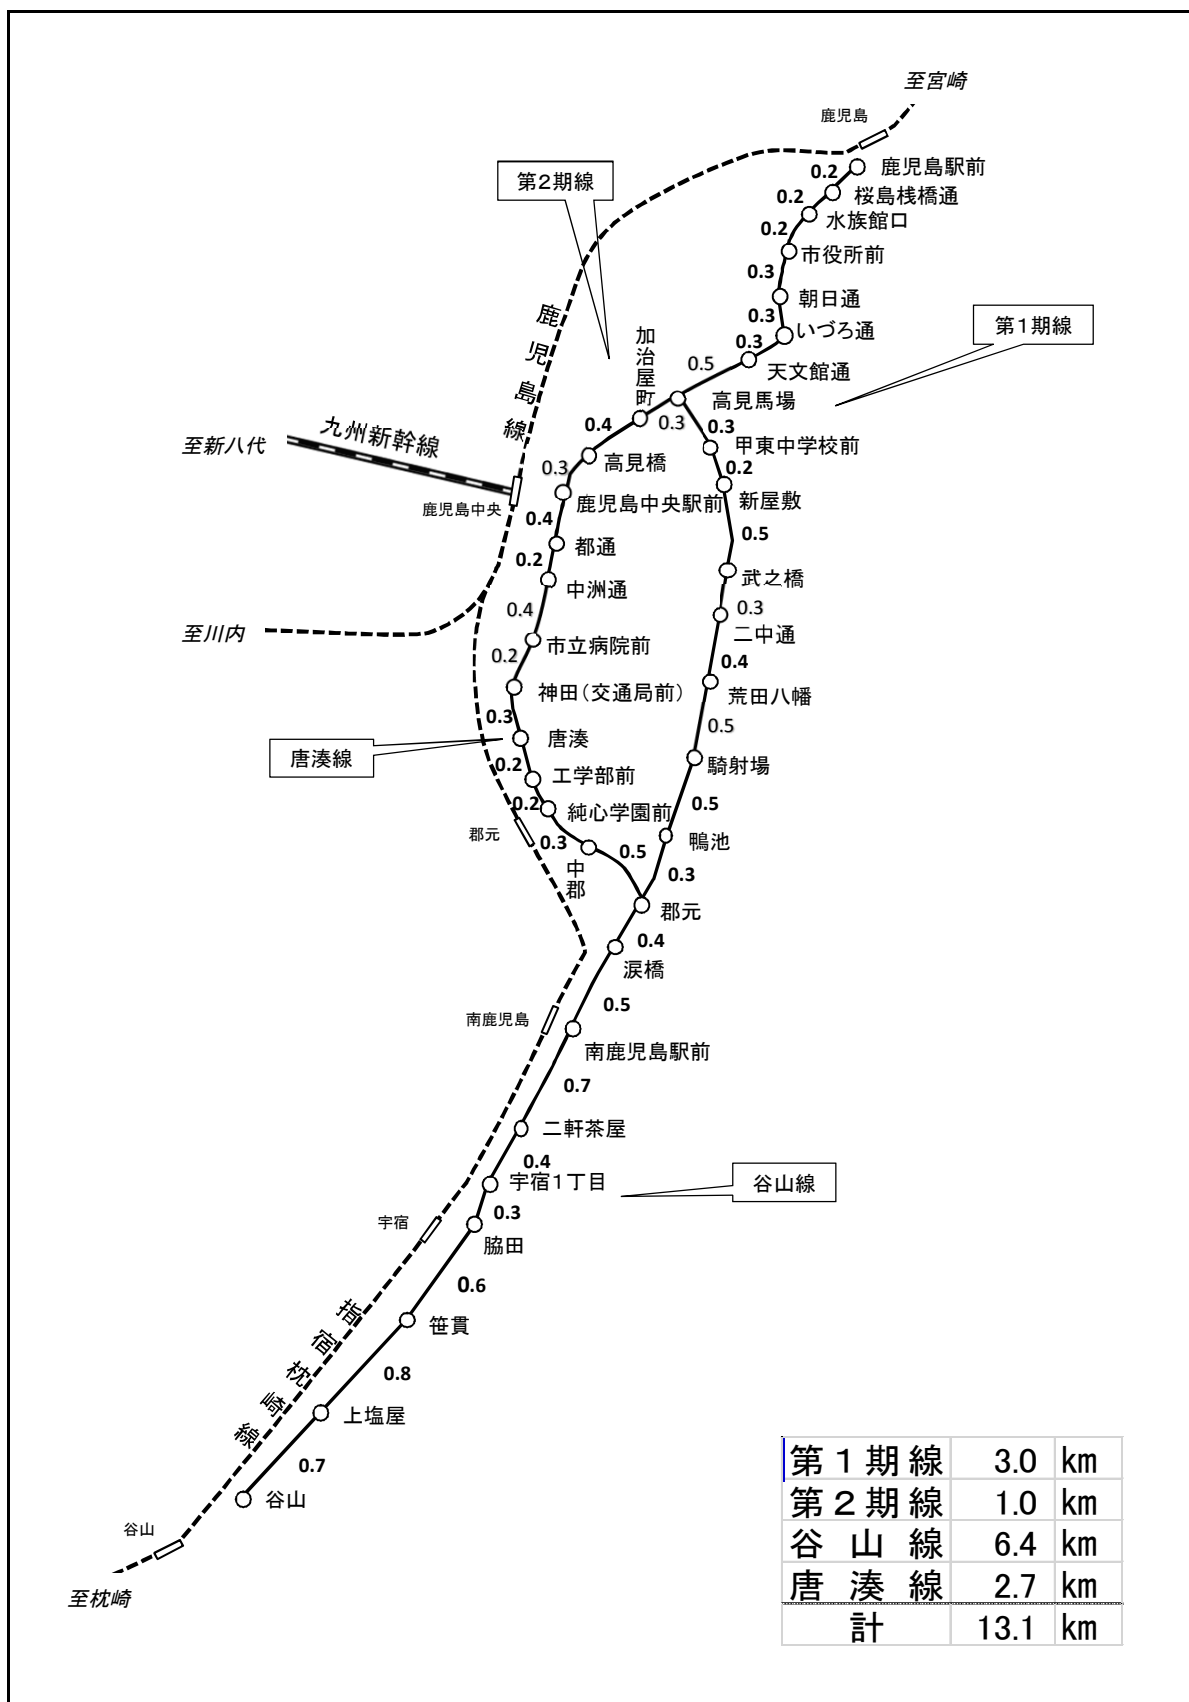 至宮崎
鹿児島
鹿児島駅前
0.2
桜島桟橋通
0.2
水族館口
0.2
市役所前
0.3
朝日通
0.3
いづろ通
0.3
天文館通
0.5
高見馬場
第2期線
第1期線
鹿児島線
加治屋町
0.3
0.4
高見橋
0.3
鹿児島中央駅前
九州新幹線
至新八代
鹿児島中央
0.4
都通
0.2
中洲通
0.4
市立病院前
0.2
神田(交通局前)
0.3
唐湊
0.2
工学部前
0.2
純心学園前
0.3
中郡
0.5
至川内
唐湊線
郡元
0.3
甲東中学校前
0.2
新屋敷
0.5
武之橋
0.3
二中通
0.4
荒田八幡
0.5
騎射場
0.5
鴨池
0.3
郡元
0.4
涙橋
0.5
南鹿児島
南鹿児島駅前
0.7
二軒茶屋
0.4
宇宿1丁目
谷山線
0.3
宇宿
脇田
0.6
笹貫
0.8
上塩屋
0.7
谷山
指宿枕崎線
谷山
至枕崎
第1期線 3.0 km
第2期線 1.0 km
谷山線 6.4 km
唐湊線 2.7 km
計 13.1 km